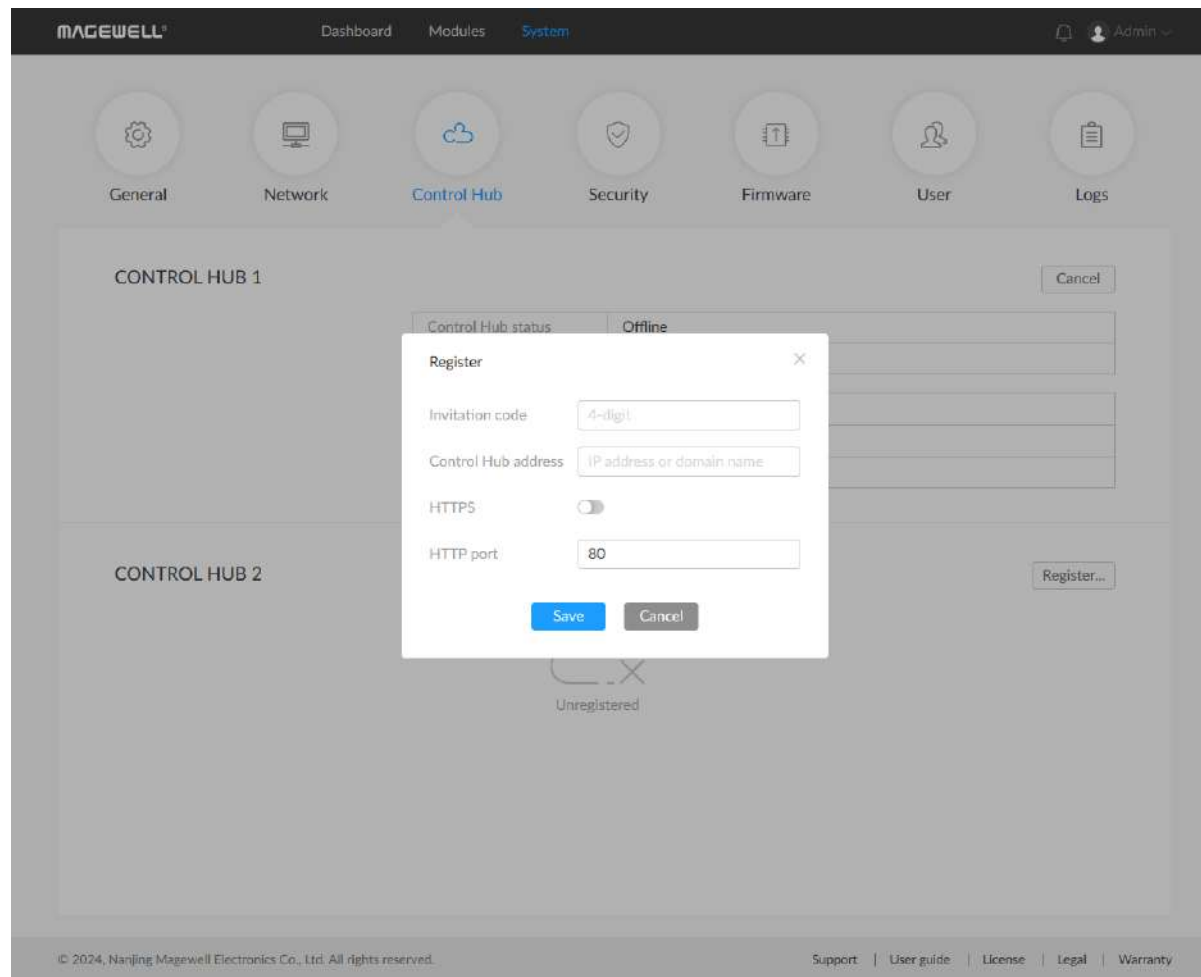 MAGEWELL®
Dashboard Modules System
Admin
General Network Control Hub Security Firmware User Logs
CONTROL HUB 1
Cancel
Control Hub status Offline
Register
Invitation code 4-digit
Control Hub address IP address or domain name
HTTPS
HTTP port 80
Save Cancel
CONTROL HUB 2
Register...
Unregistered
© 2024, Nanjing Magewell Electronics Co., Ltd. All rights reserved.
Support | User guide | License | Legal | Warranty